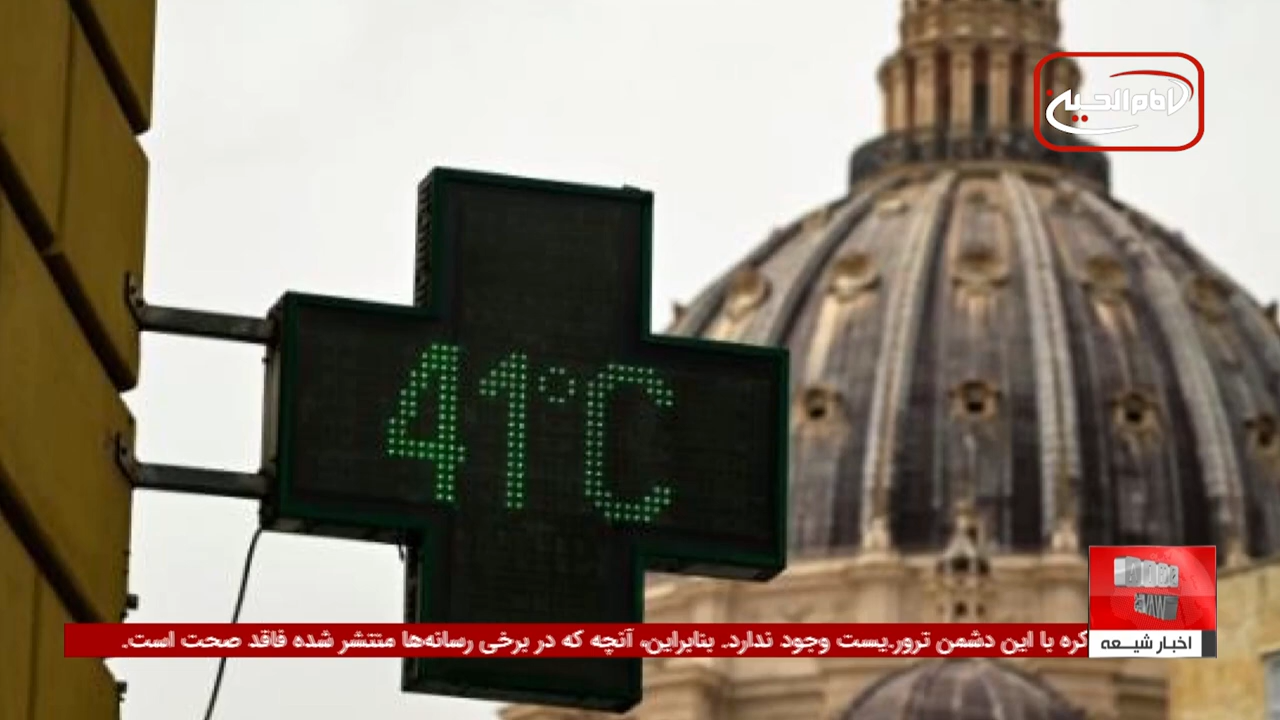 امام الحسین
41°C
کره با این دشمن تروریست وجود ندارد. بنابراین، آنچه که در برخی رسانه‌ها منتشر شده فاقد صحت است.
اخبار شیـعه